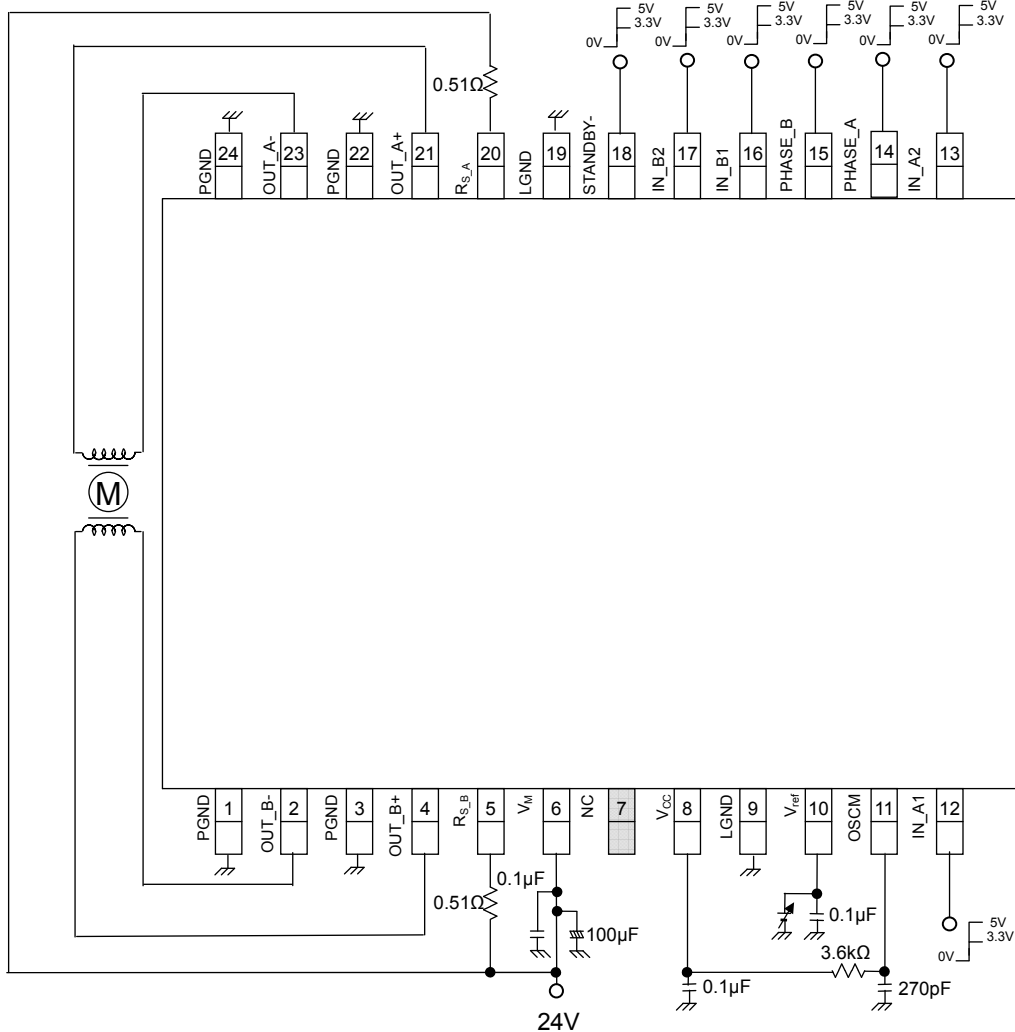 5V 5V 5V 5V 5V 5V
3.3V 3.3V 3.3V 3.3V 3.3V 3.3V
0V 0V 0V 0V 0V 0V
0.51Ω
24 23 22 21 20 19 18 17 16 15 14 13
PGND
OUT_A-
PGND
OUT_A+
RS_A
LGND
STANDBY-
IN_B2
IN_B1
PHASE_B
PHASE_A
IN_A2
M
PGND
OUT_B-
PGND
OUT_B+
RS_B
VM
NC
VCC
LGND
Vref
OSCM
IN_A1
1 2 3 4 5 6 7 8 9 10 11 12
0.1μF
0.51Ω
100μF
0.1μF
5V
3.3V
0V
3.6kΩ
0.1μF
270pF
24V